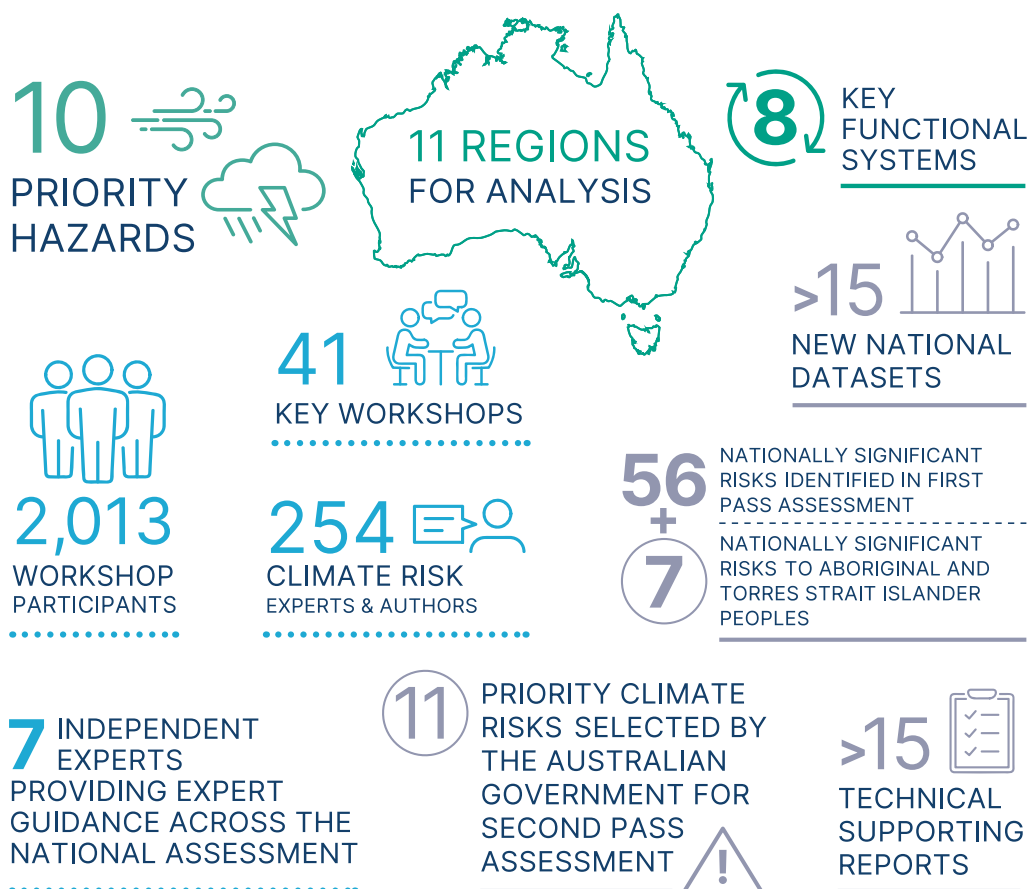 10
PRIORITY
HAZARDS
11 REGIONS
FOR ANALYSIS
8
KEY
FUNCTIONAL
SYSTEMS
>15
NEW NATIONAL
DATASETS
41
KEY WORKSHOPS
2,013
WORKSHOP
PARTICIPANTS
254
CLIMATE RISK
EXPERTS & AUTHORS
56
NATIONALLY SIGNIFICANT
RISKS IDENTIFIED IN FIRST
PASS ASSESSMENT
+
7
NATIONALLY SIGNIFICANT
RISKS TO ABORIGINAL AND
TORRES STRAIT ISLANDER
PEOPLES
7 INDEPENDENT
EXPERTS
PROVIDING EXPERT
GUIDANCE ACROSS THE
NATIONAL ASSESSMENT
11
PRIORITY CLIMATE
RISKS SELECTED BY
THE AUSTRALIAN
GOVERNMENT FOR
SECOND PASS
ASSESSMENT
!
>15
TECHNICAL
SUPPORTING
REPORTS